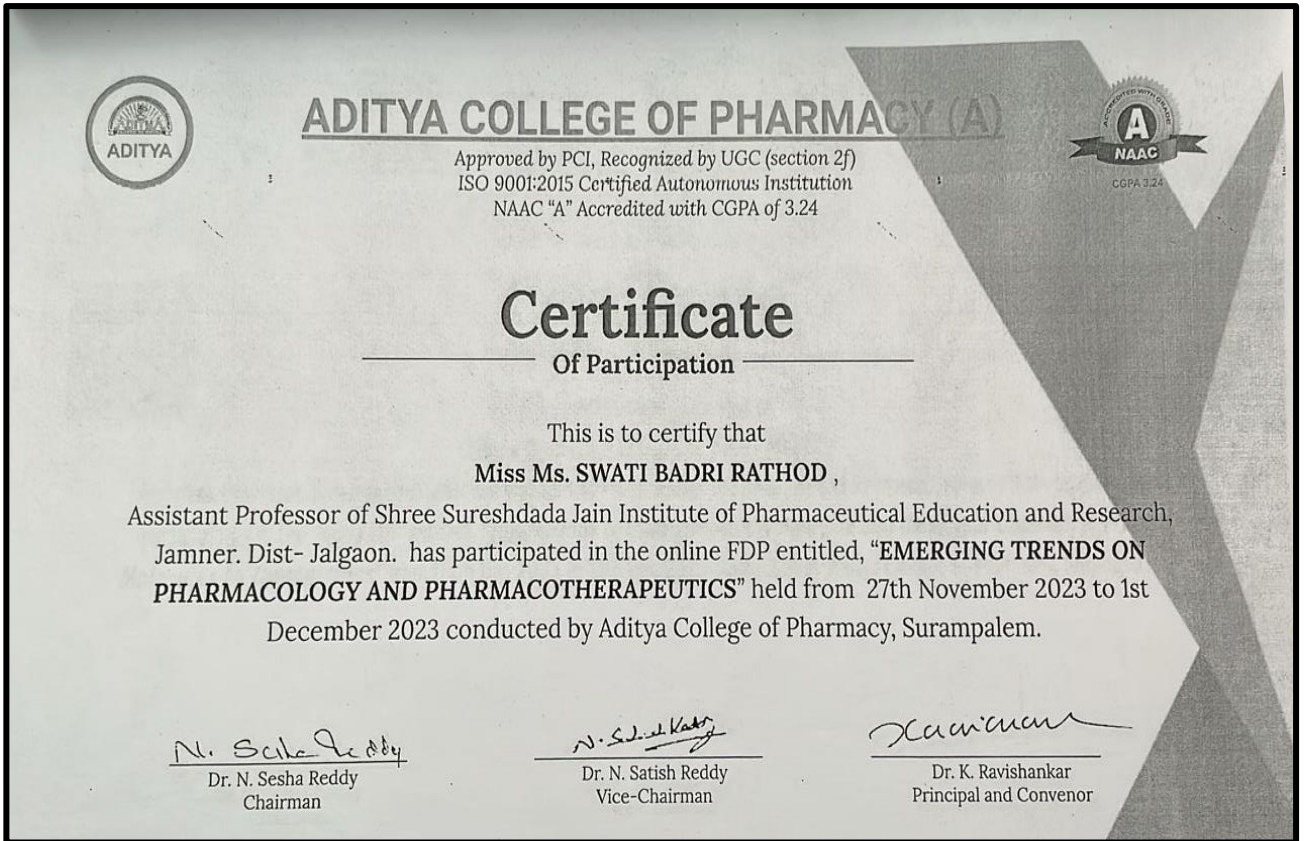 ADITYA
ADITYA
ADITYA COLLEGE OF PHARMACY (A)
Approved by PCI, Recognized by UGC (section 2f)
ISO 9001:2015 Certified Autonomous Institution
NAAC "A" Accredited with CGPA of 3.24
ACCREDITED WITH GRADE
A
NAAC
CGPA 3.24
Certificate
Of Participation
This is to certify that
Miss Ms. SWATI BADRI RATHOD ,
Assistant Professor of Shree Sureshdada Jain Institute of Pharmaceutical Education and Research,
Jamner. Dist- Jalgaon. has participated in the online FDP entitled, "EMERGING TRENDS ON
PHARMACOLOGY AND PHARMACOTHERAPEUTICS" held from 27th November 2023 to 1st
December 2023 conducted by Aditya College of Pharmacy, Surampalem.
Dr. N. Sesha Reddy
Chairman
Dr. N. Satish Reddy
Vice-Chairman
Dr. K. Ravishankar
Principal and Convenor